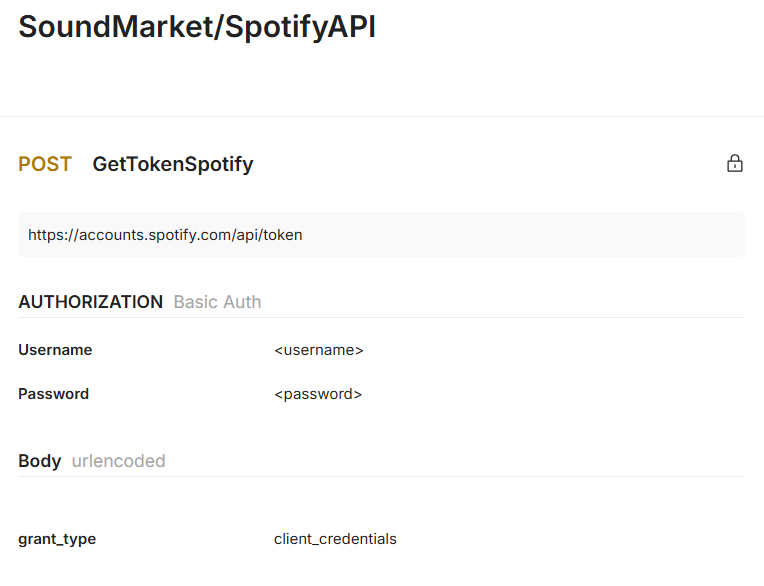 SoundMarket/SpotifyAPI
POST GetTokenSpotify
https://accounts.spotify.com/api/token
AUTHORIZATION Basic Auth
Username <username>
Password <password>
Body urlencoded
grant_type client_credentials